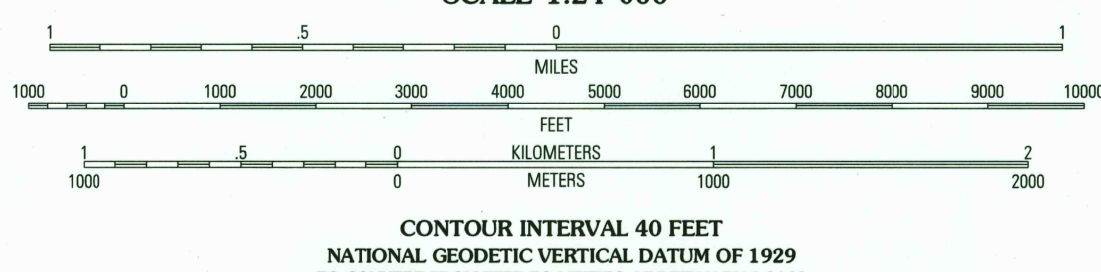 1 .5 0 1
MILES
1000 0 1000 2000 3000 4000 5000 6000 7000 8000 9000 10000
FEET
1 .5 0 KILOMETERS 1 2
1000 0 METERS 1000 2000
CONTOUR INTERVAL 40 FEET
NATIONAL GEODETIC VERTICAL DATUM OF 1929